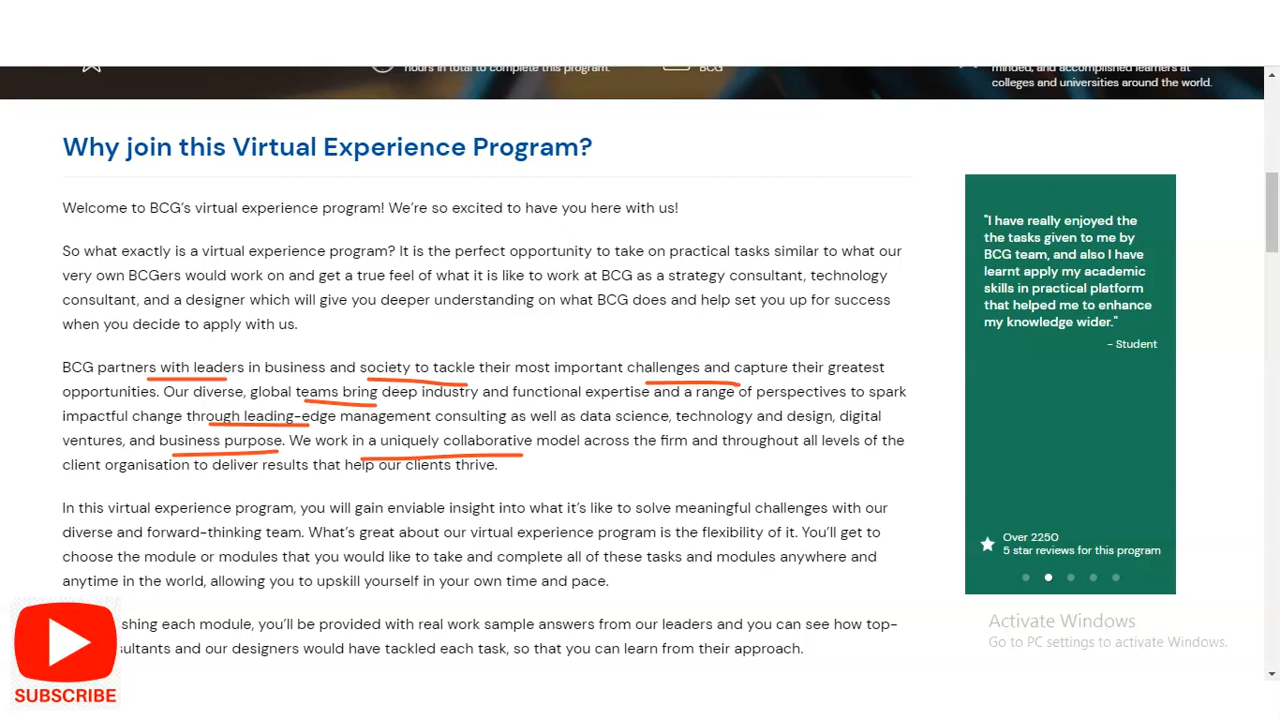 hours in total to complete this program.
BCG
minded, and accomplished learners at
colleges and universities around the world.
Why join this Virtual Experience Program?
Welcome to BCG's virtual experience program! We're so excited to have you here with us!
So what exactly is a virtual experience program? It is the perfect opportunity to take on practical tasks similar to what our
very own BCGers would work on and get a true feel of what it is like to work at BCG as a strategy consultant, technology
consultant, and a designer which will give you deeper understanding on what BCG does and help set you up for success
when you decide to apply with us.
BCG partners with leaders in business and society to tackle their most important challenges and capture their greatest
opportunities. Our diverse, global teams bring deep industry and functional expertise and a range of perspectives to spark
impactful change through leading-edge management consulting as well as data science, technology and design, digital
ventures, and business purpose. We work in a uniquely collaborative model across the firm and throughout all levels of the
client organisation to deliver results that help our clients thrive.
In this virtual experience program, you will gain enviable insight into what it's like to solve meaningful challenges with our
diverse and forward-thinking team. What's great about our virtual experience program is the flexibility of it. You'll get to
choose the module or modules that you would like to take and complete all of these tasks and modules anywhere and
anytime in the world, allowing you to upskill yourself in your own time and pace.
shing each module, you'll be provided with real work sample answers from our leaders and you can see how top-
sultants and our designers would have tackled each task, so that you can learn from their approach.
"I have really enjoyed the
the tasks given to me by
BCG team, and also I have
learnt apply my academic
skills in practical platform
that helped me to enhance
my knowledge wider."
- Student
Over 2250
5 star reviews for this program
Activate Windows
Go to PC settings to activate Windows.
SUBSCRIBE